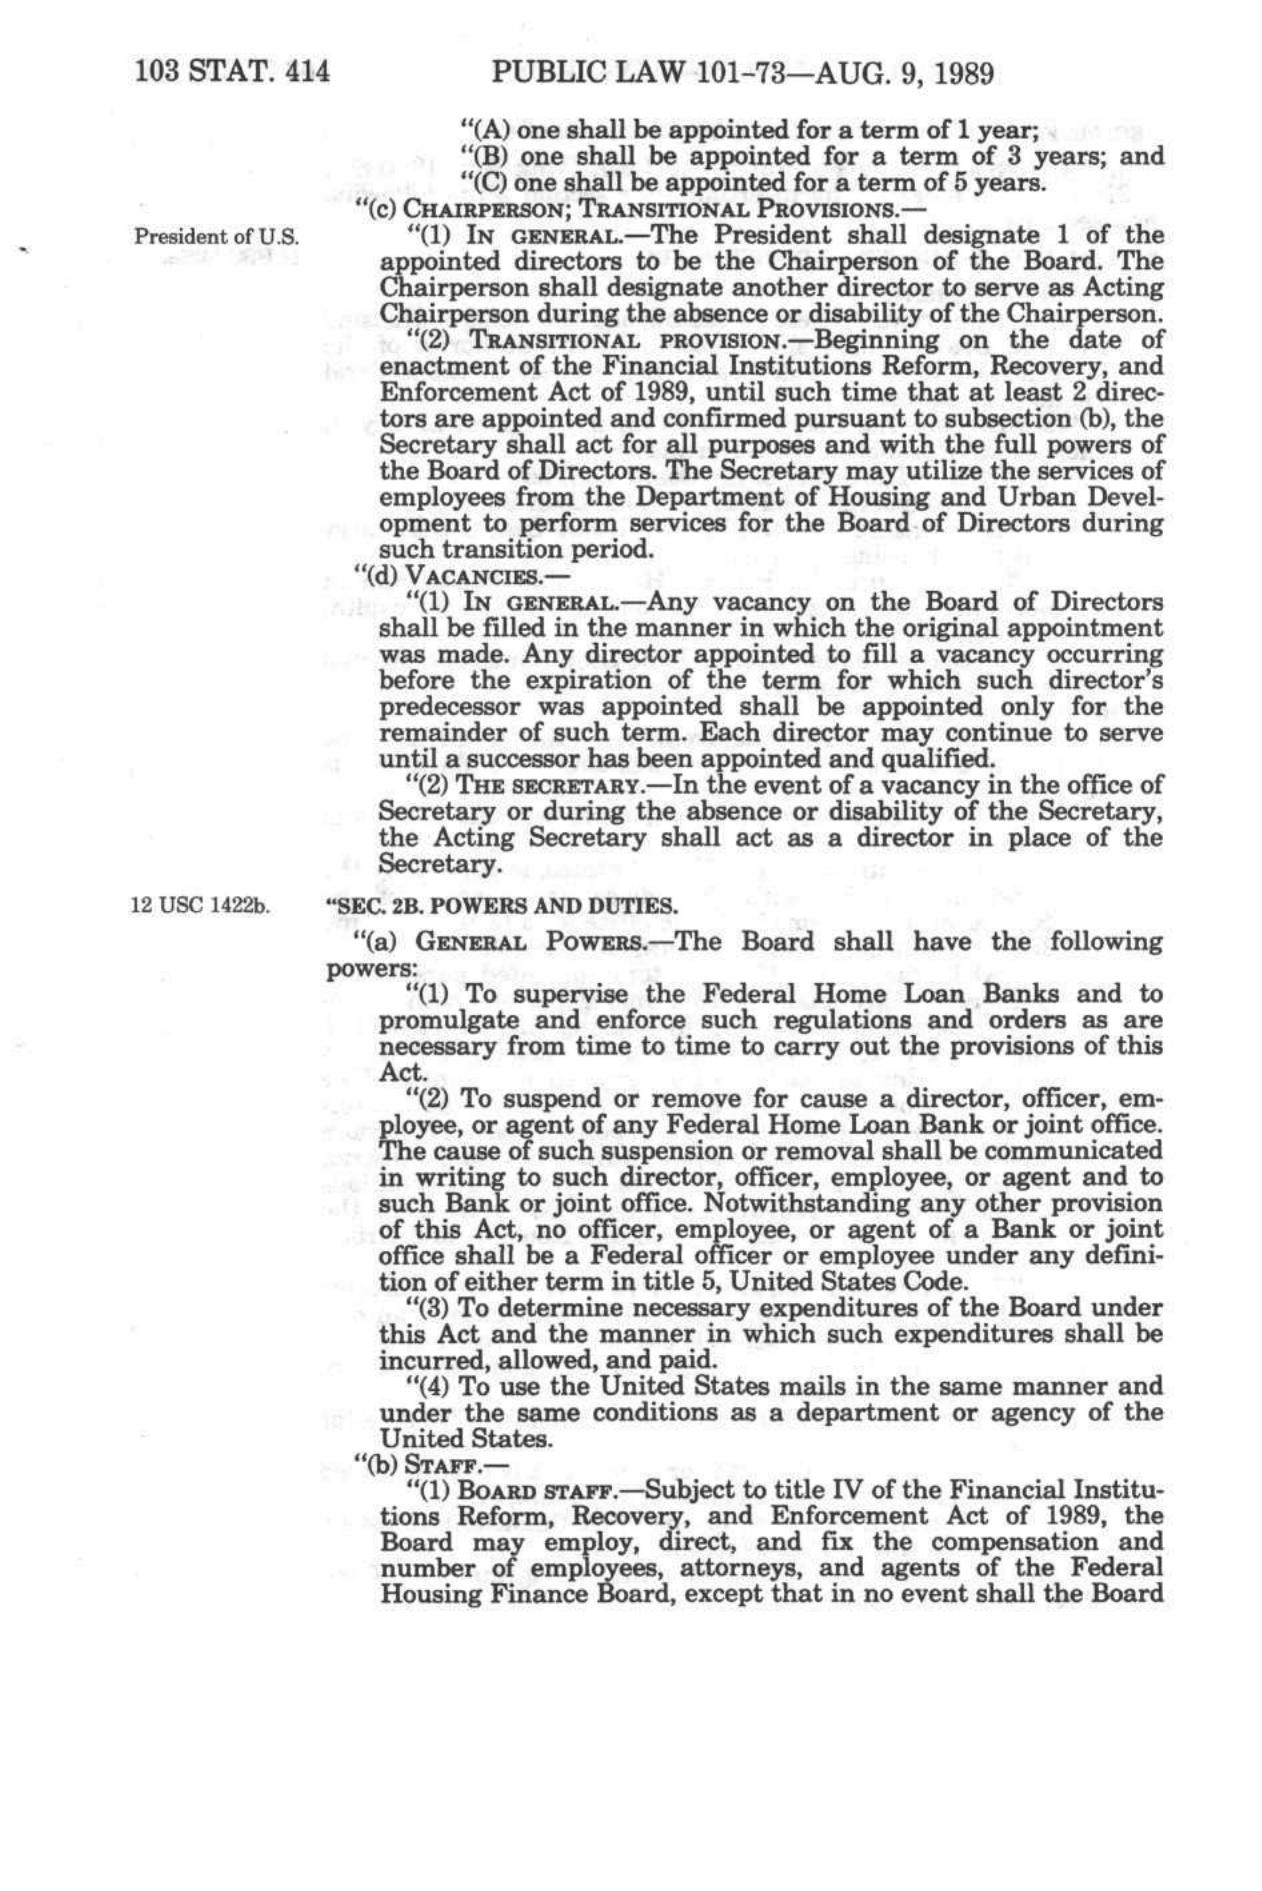 103 STAT. 414 PUBLIC LAW 101-73—AUG. 9, 1989
"(A) one shall be appointed for a term of 1 year;
"(B) one shall be appointed for a term of 3 years; and
"(C) one shall be appointed for a term of 5 years.
"(c) CHAIRPERSON; TRANSITIONAL PROVISIONS.—
President of U.S.
"(1) IN GENERAL.—The President shall designate 1 of the
appointed directors to be the Chairperson of the Board. The
Chairperson shall designate another director to serve as Acting
Chairperson during the absence or disability of the Chairperson.
"(2) TRANSITIONAL PROVISION.—Beginning on the date of
enactment of the Financial Institutions Reform, Recovery, and
Enforcement Act of 1989, until such time that at least 2 direc-
tors are appointed and confirmed pursuant to subsection (b), the
Secretary shall act for all purposes and with the full powers of
the Board of Directors. The Secretary may utilize the services of
employees from the Department of Housing and Urban Devel-
opment to perform services for the Board of Directors during
such transition period.
"(d) VACANCIES.—
"(1) IN GENERAL.—Any vacancy on the Board of Directors
shall be filled in the manner in which the original appointment
was made. Any director appointed to fill a vacancy occurring
before the expiration of the term for which such director's
predecessor was appointed shall be appointed only for the
remainder of such term. Each director may continue to serve
until a successor has been appointed and qualified.
"(2) THE SECRETARY.—In the event of a vacancy in the office of
Secretary or during the absence or disability of the Secretary,
the Acting Secretary shall act as a director in place of the
Secretary.
12 USC 1422b.
"SEC. 2B. POWERS AND DUTIES.
"(a) GENERAL POWERS.—The Board shall have the following
powers:
"(1) To supervise the Federal Home Loan Banks and to
promulgate and enforce such regulations and orders as are
necessary from time to time to carry out the provisions of this
Act.
"(2) To suspend or remove for cause a director, officer, em-
ployee, or agent of any Federal Home Loan Bank or joint office.
The cause of such suspension or removal shall be communicated
in writing to such director, officer, employee, or agent and to
such Bank or joint office. Notwithstanding any other provision
of this Act, no officer, employee, or agent of a Bank or joint
office shall be a Federal officer or employee under any defini-
tion of either term in title 5, United States Code.
"(3) To determine necessary expenditures of the Board under
this Act and the manner in which such expenditures shall be
incurred, allowed, and paid.
"(4) To use the United States mails in the same manner and
under the same conditions as a department or agency of the
United States.
"(b) STAFF.—
"(1) BOARD STAFF.—Subject to title IV of the Financial Institu-
tions Reform, Recovery, and Enforcement Act of 1989, the
Board may employ, direct, and fix the compensation and
number of employees, attorneys, and agents of the Federal
Housing Finance Board, except that in no event shall the Board